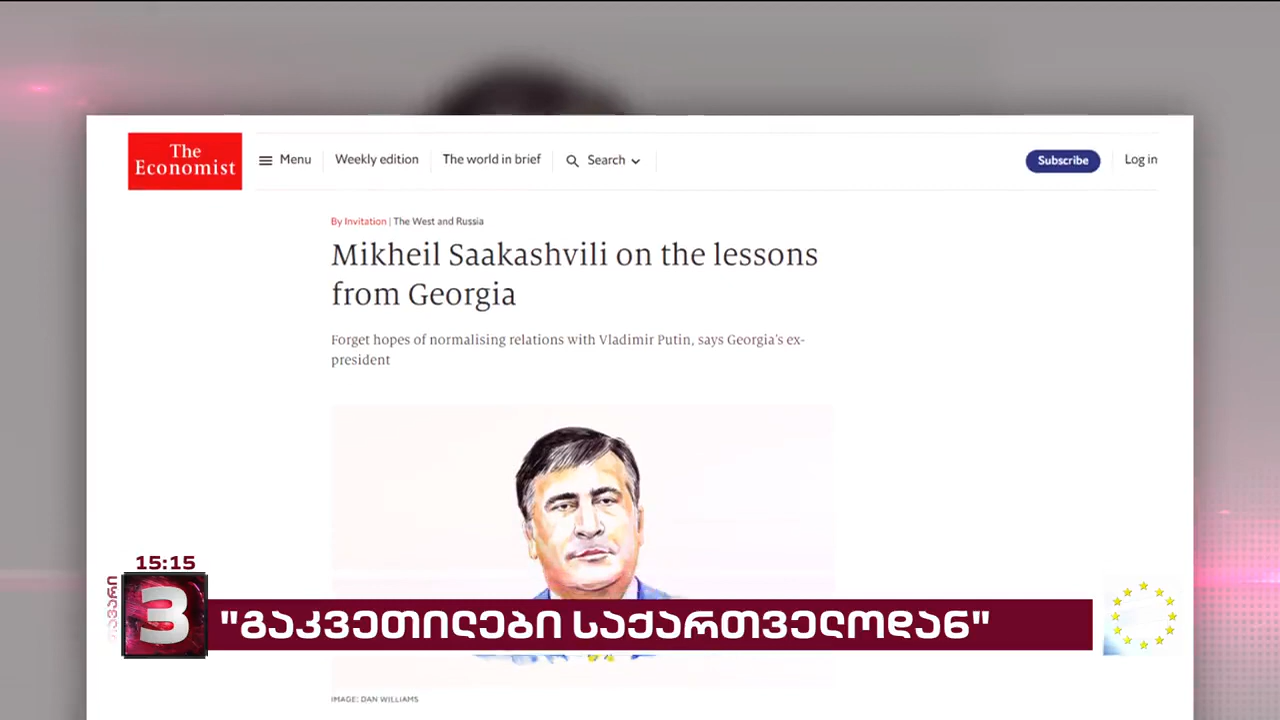 The
Economist
Menu
Weekly edition
The world in brief
Search
Subscribe
Log in
By Invitation | The West and Russia
Mikheil Saakashvili on the lessons
from Georgia
Forget hopes of normalising relations with Vladimir Putin, says Georgia's ex-
president
15:15
"გაკვეთილები საქართველოდან"
IMAGE: DAN WILLIAMS